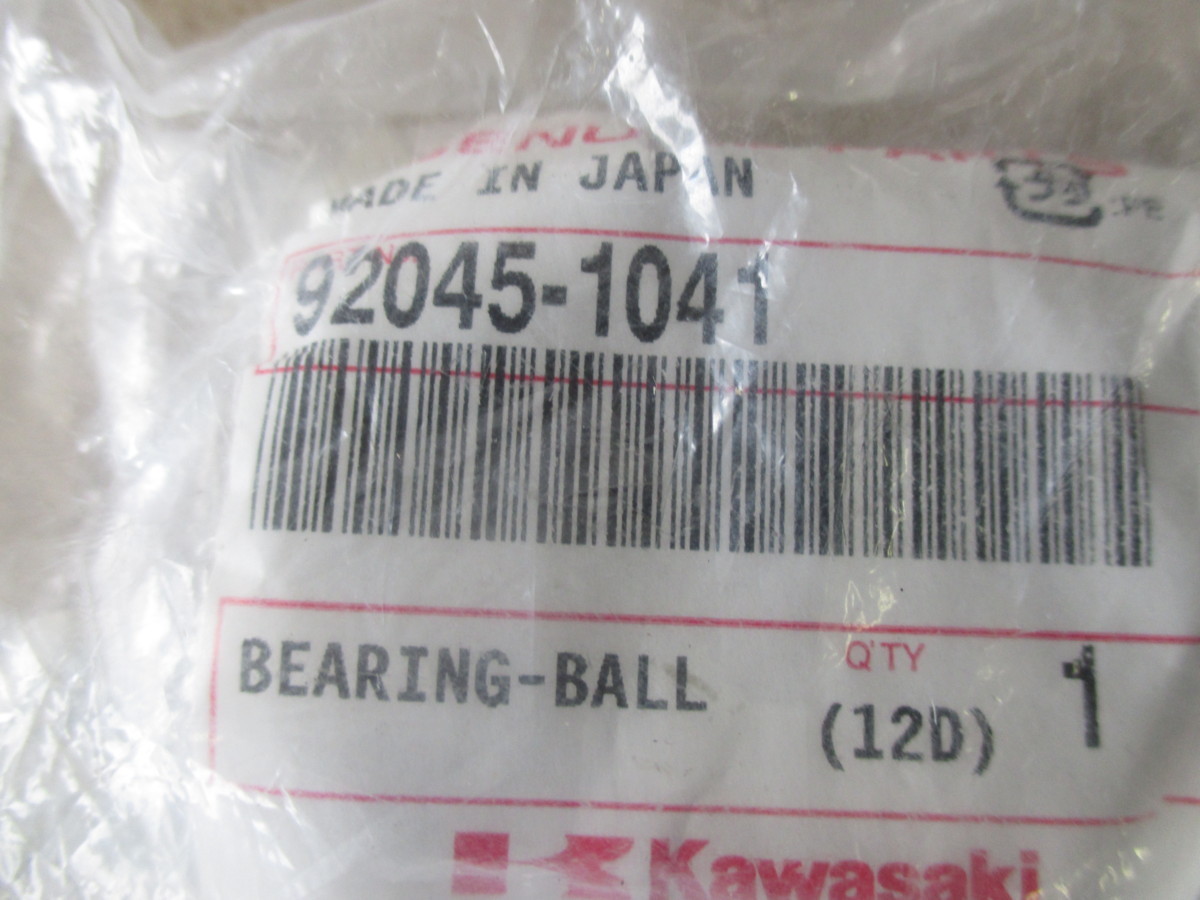 MADE IN JAPAN
92045-1041
BEARING-BALL
Q'TY
(12D)
1
Kawasaki